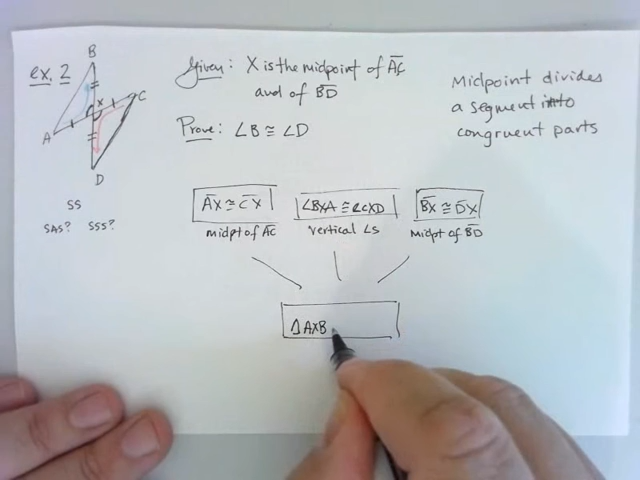 ex. 2
B
X
C
A
D
SS
SAS? SSS?
Given: X is the midpoint of AC
and of BD
Prove: ∠B ≅ ∠D
Midpoint divides
a segment into
congruent parts
AX ≅ CX
midpt of AC
∠BXA ≅ ∠CXD
vertical ∠s
BX ≅ DX
midpt of BD
△AXB